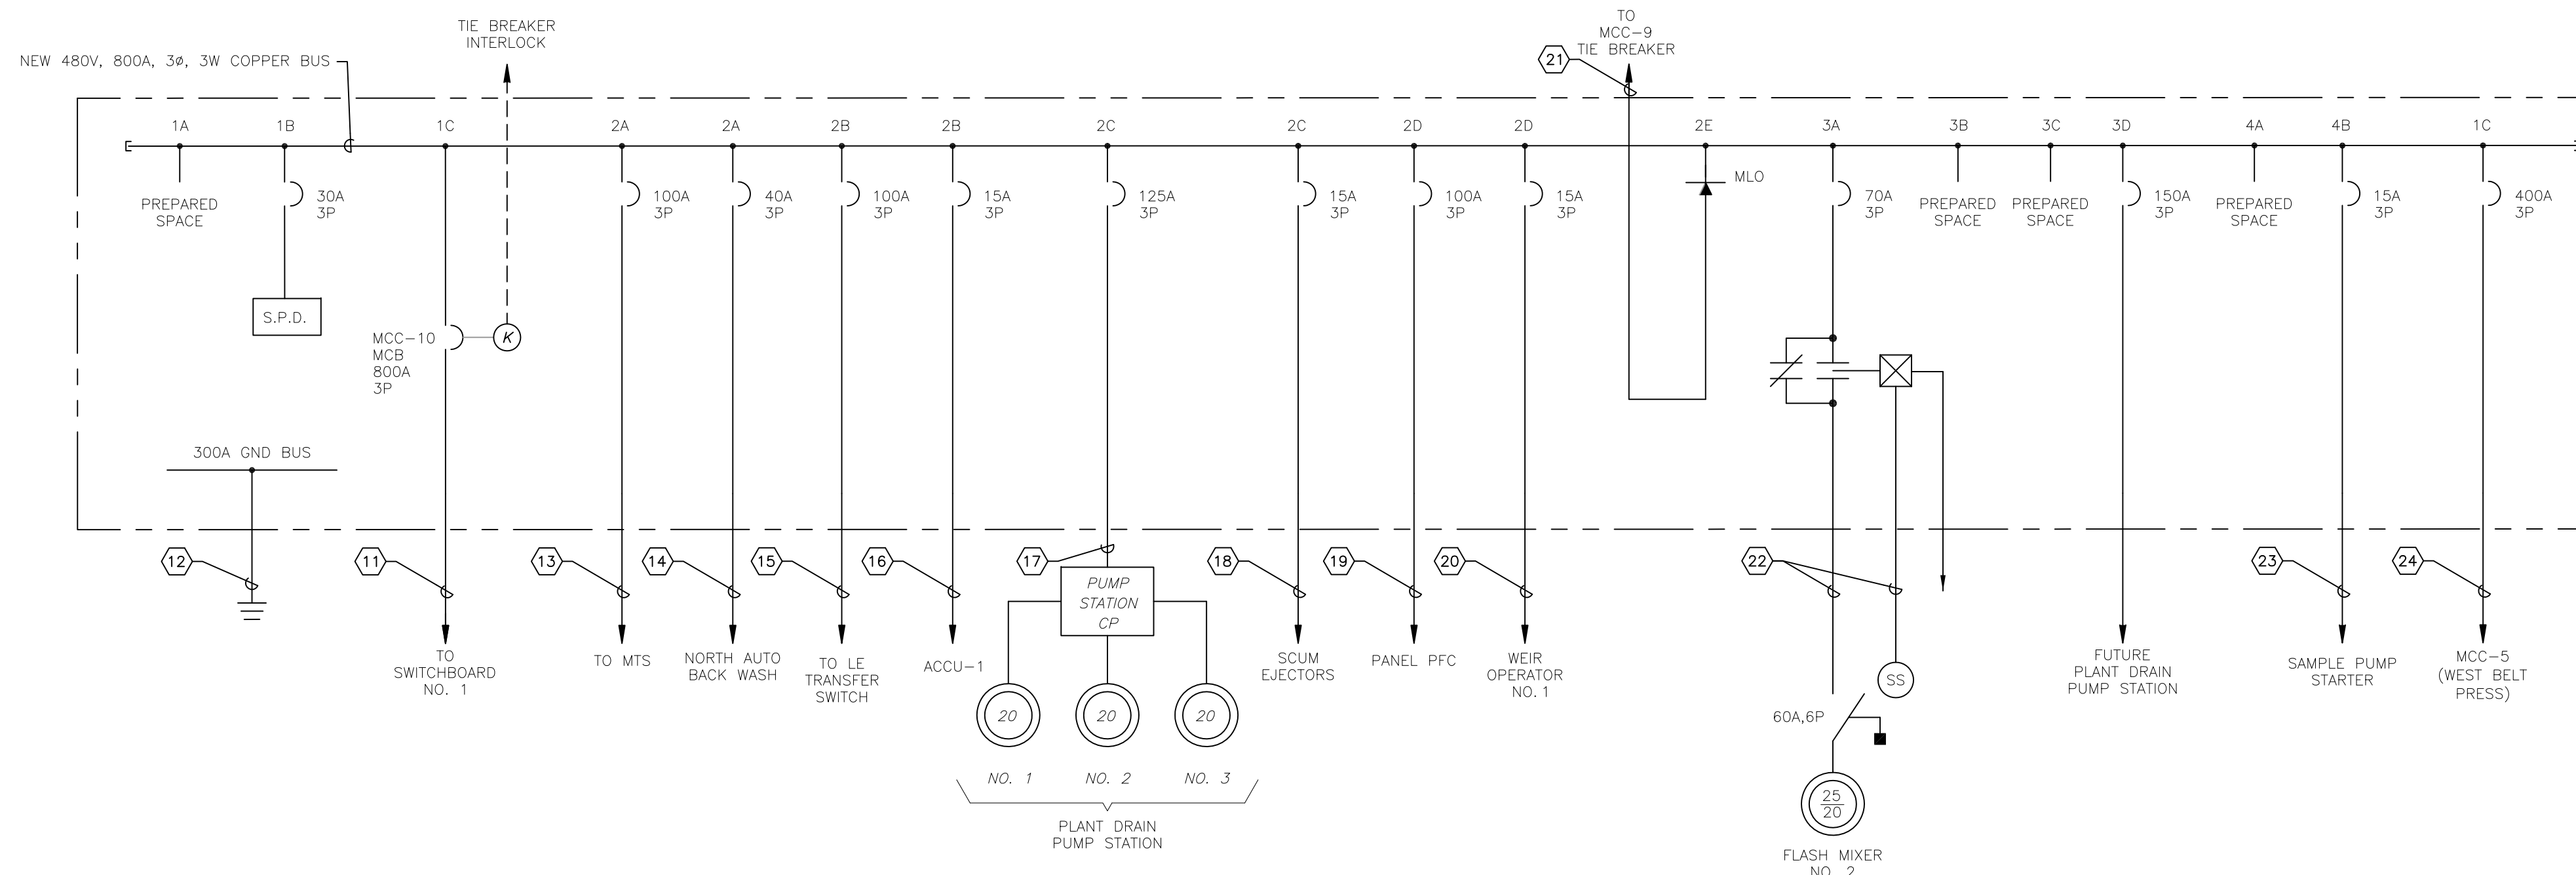 TIE BREAKER
INTERLOCK
TO
MCC-9
TIE BREAKER
21
NEW 480V, 800A, 3ø, 3W COPPER BUS
1A
1B
1C
2A
2A
2B
2B
2C
2C
2D
2D
2E
3A
3B
3C
3D
4A
4B
1C
PREPARED
SPACE
30A
3P
100A
3P
40A
3P
100A
3P
15A
3P
125A
3P
15A
3P
100A
3P
15A
3P
MLO
70A
3P
PREPARED
SPACE
PREPARED
SPACE
150A
3P
PREPARED
SPACE
15A
3P
400A
3P
S.P.D.
MCC-10
MCB
800A
3P
K
300A GND BUS
12
11
13
14
15
16
17
18
19
20
22
23
24
PUMP
STATION
CP
TO
SWITCHBOARD
NO. 1
TO MTS
NORTH AUTO
BACK WASH
TO LE
TRANSFER
SWITCH
ACCU-1
SCUM
EJECTORS
PANEL PFC
WEIR
OPERATOR
NO. 1
SS
FUTURE
PLANT DRAIN
PUMP STATION
SAMPLE PUMP
STARTER
MCC-5
(WEST BELT
PRESS)
20
20
20
60A,6P
NO. 1
NO. 2
NO. 3
25
20
PLANT DRAIN
PUMP STATION
FLASH MIXER
NO. 2